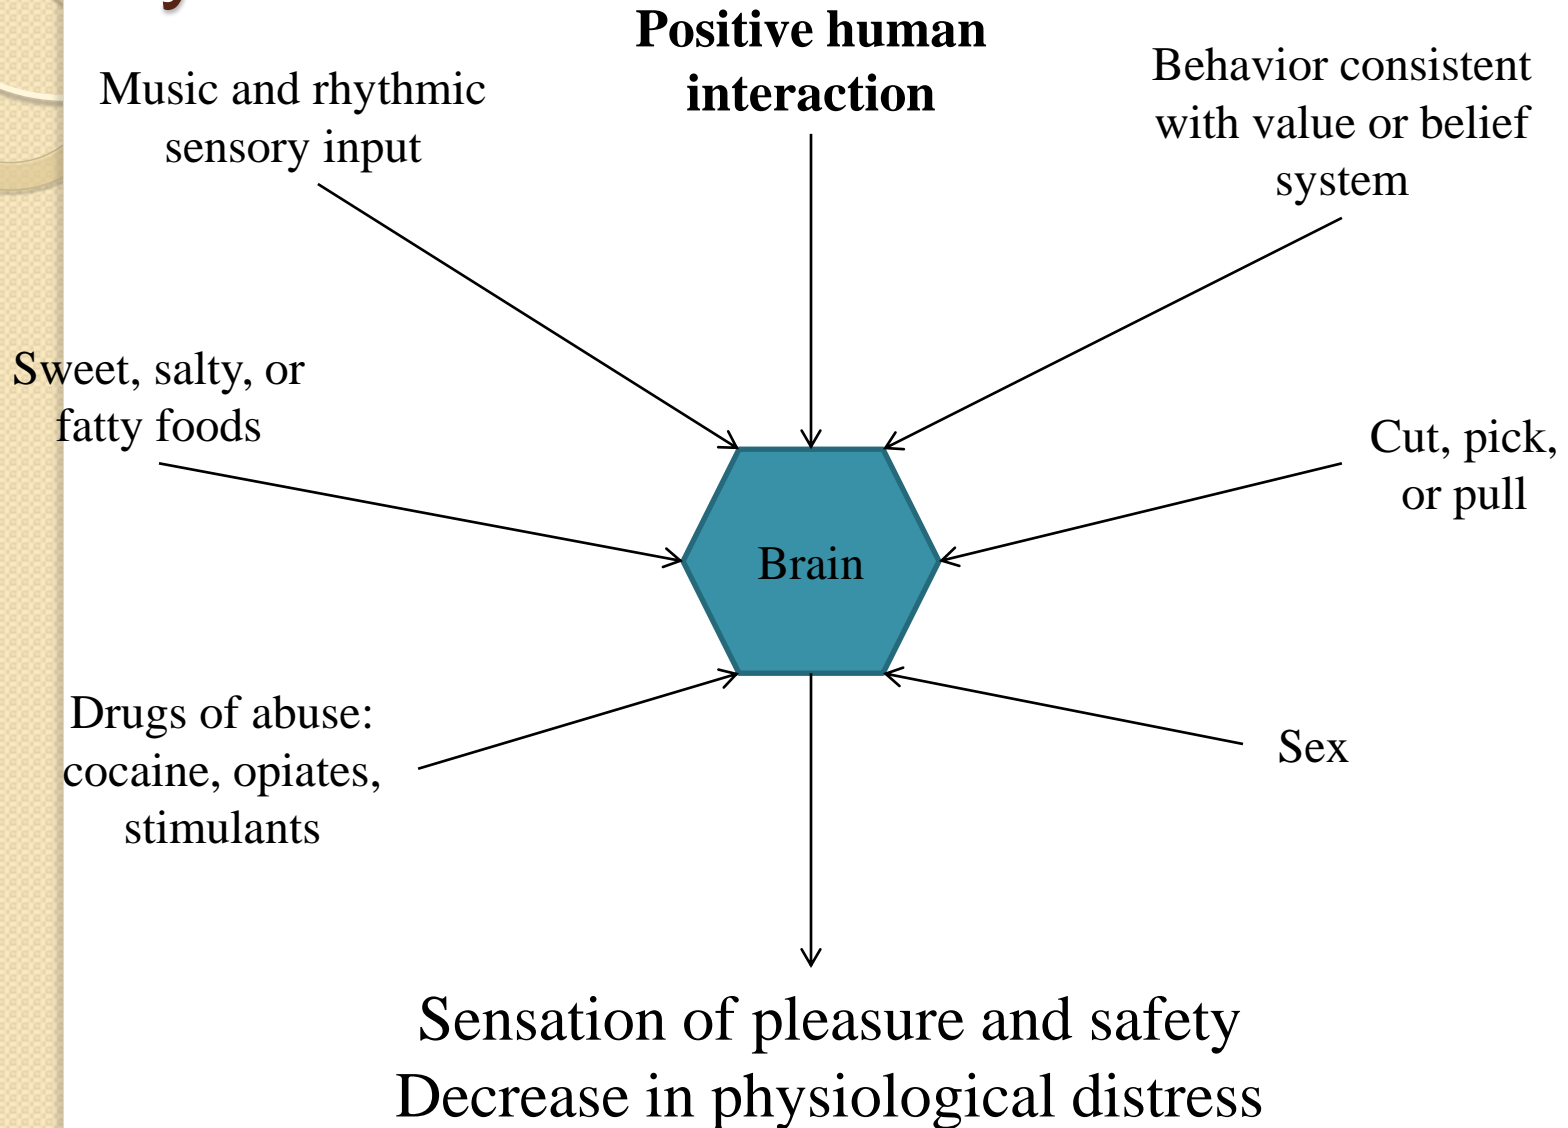 Positive human
interaction
Music and rhythmic
sensory input
Behavior consistent
with value or belief
system
Sweet, salty, or
fatty foods
Cut, pick,
or pull
Brain
Drugs of abuse:
cocaine, opiates,
stimulants
Sex
Sensation of pleasure and safety
Decrease in physiological distress